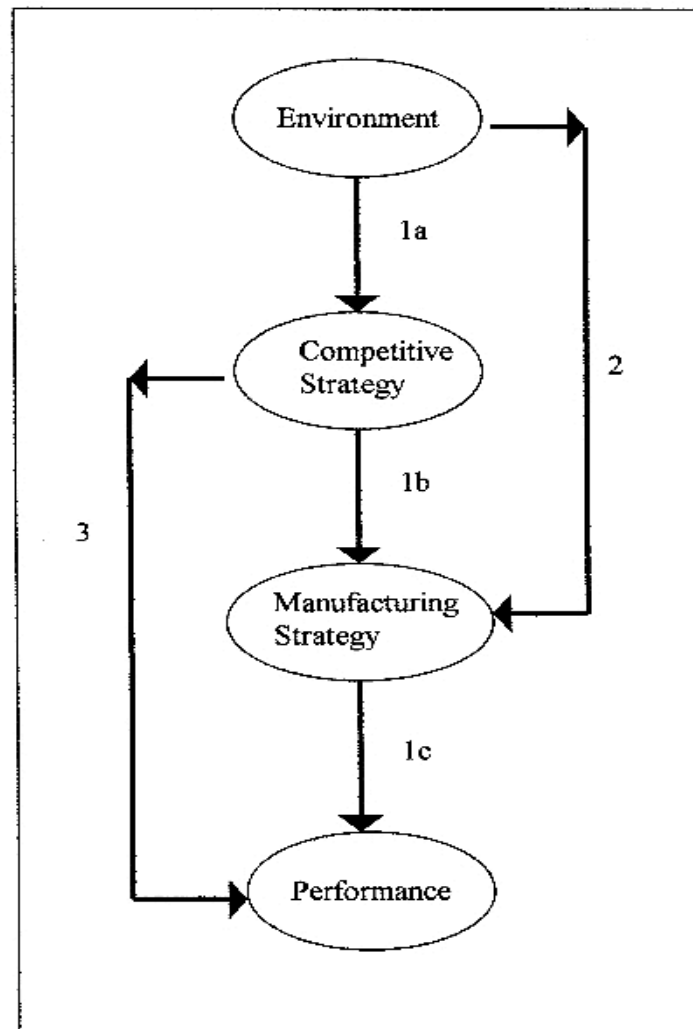 Environment
1a
Competitive
Strategy
2
1b
3
Manufacturing
Strategy
1c
Performance